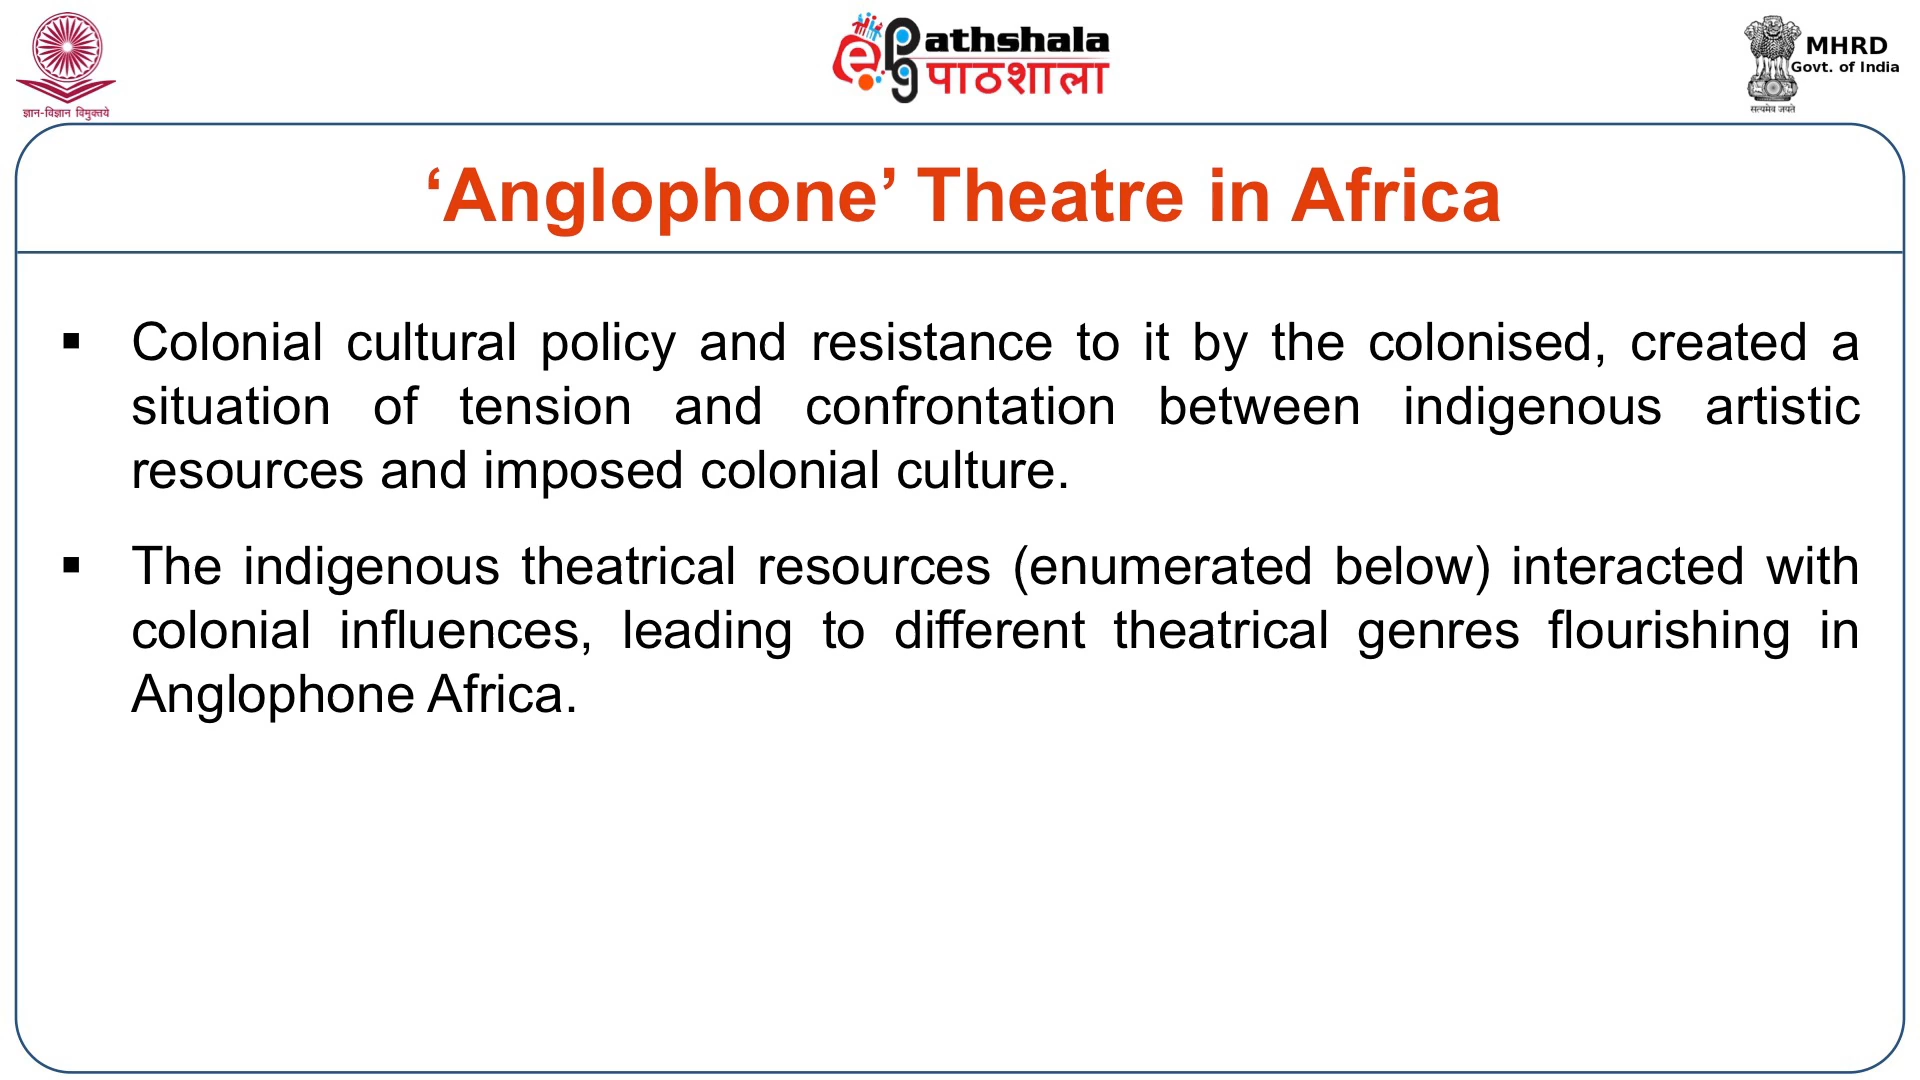 ज्ञान-विज्ञान विमुक्तये
e
pg
athshala
पाठशाला
MHRD
Govt. of India
सत्यमेव जयते
‘Anglophone’ Theatre in Africa
▪ Colonial cultural policy and resistance to it by the colonised, created a
situation of tension and confrontation between indigenous artistic
resources and imposed colonial culture.
▪ The indigenous theatrical resources (enumerated below) interacted with
colonial influences, leading to different theatrical genres flourishing in
Anglophone Africa.